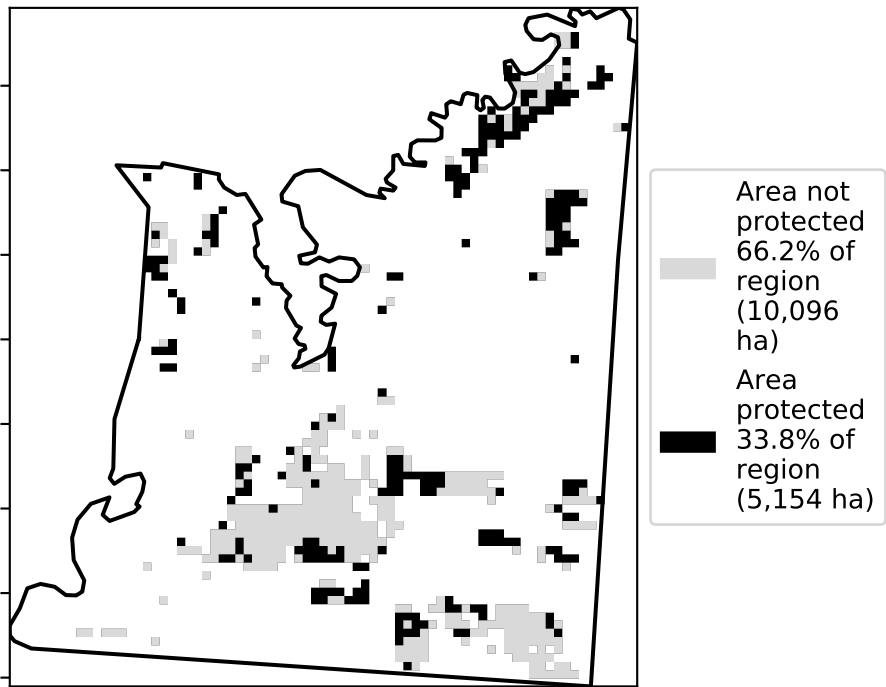 Area not
protected
66.2% of
region
(10,096
ha)
Area
protected
33.8% of
region
(5,154 ha)